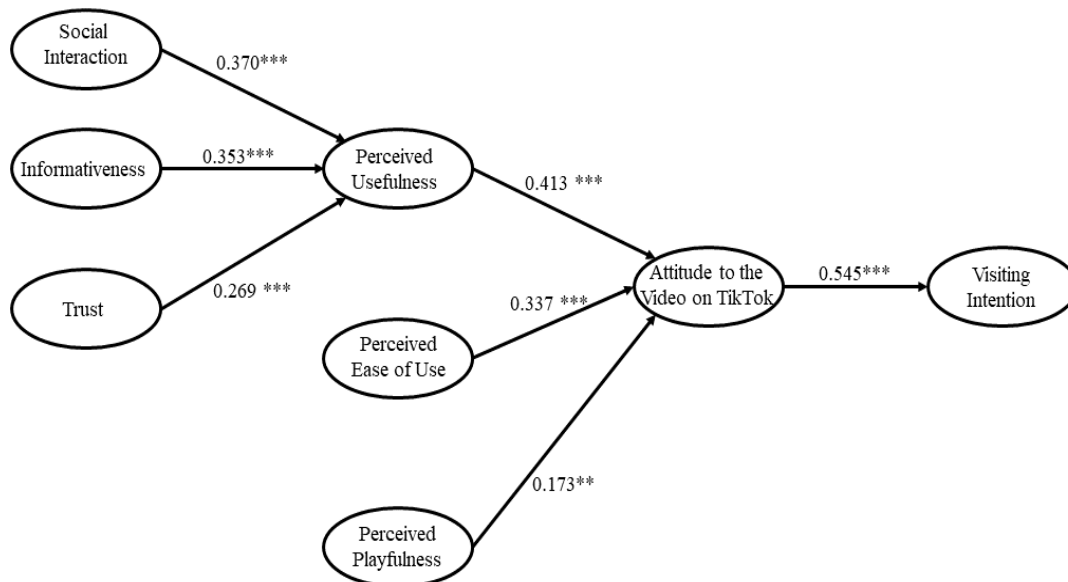 Social
Interaction
0.370***
Informativeness
0.353***
Perceived
Usefulness
0.413 ***
Trust
0.269 ***
Attitude to the
Video on TikTok
0.545***
Visiting
Intention
0.337 ***
Perceived
Ease of Use
0.173**
Perceived
Playfulness